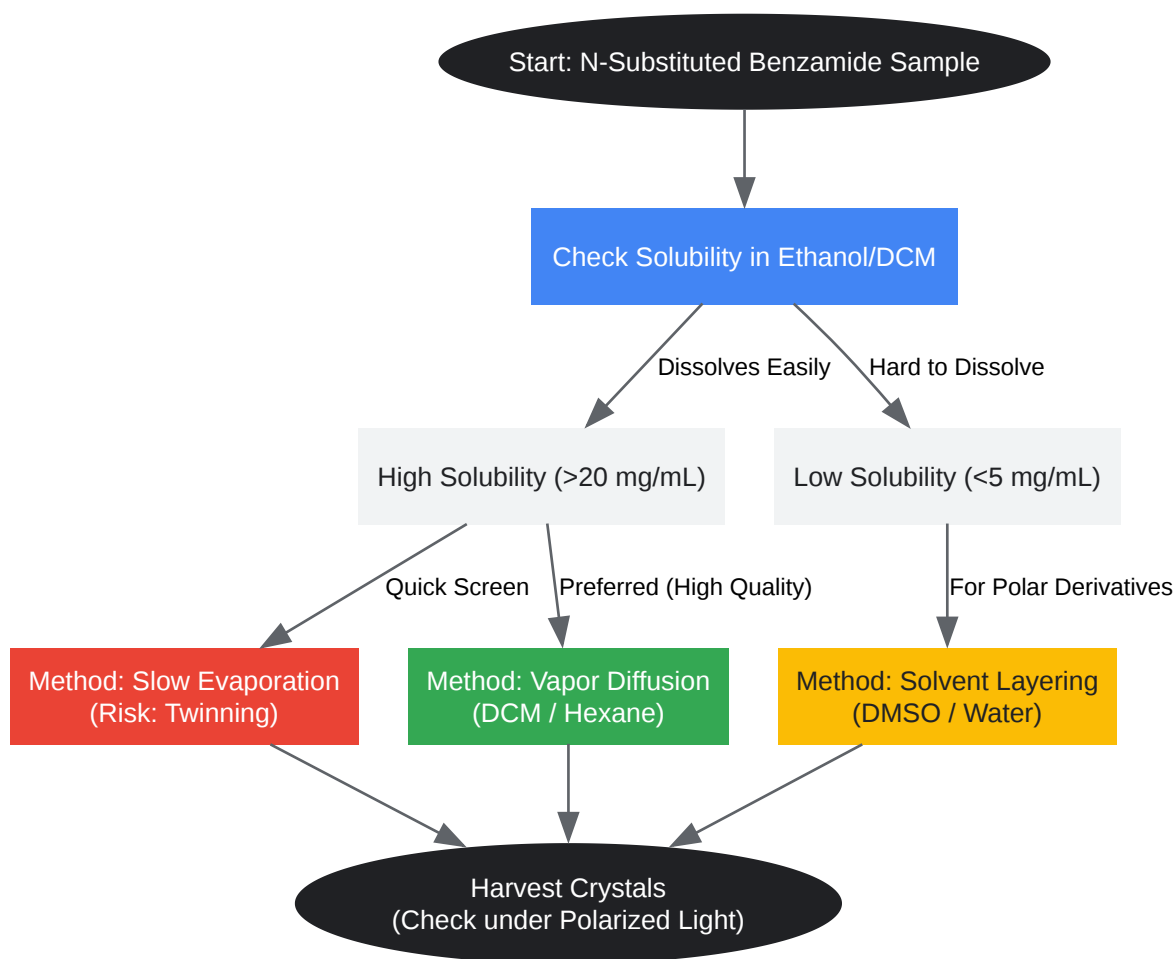 Start: N-Substituted Benzamide Sample
Check Solubility in Ethanol/DCM
Dissolves Easily
Hard to Dissolve
High Solubility (>20 mg/mL)
Low Solubility (<5 mg/mL)
Quick Screen
Preferred (High Quality)
For Polar Derivatives
Method: Slow Evaporation
(Risk: Twinning)
Method: Vapor Diffusion
(DCM / Hexane)
Method: Solvent Layering
(DMSO / Water)
Harvest Crystals
(Check under Polarized Light)